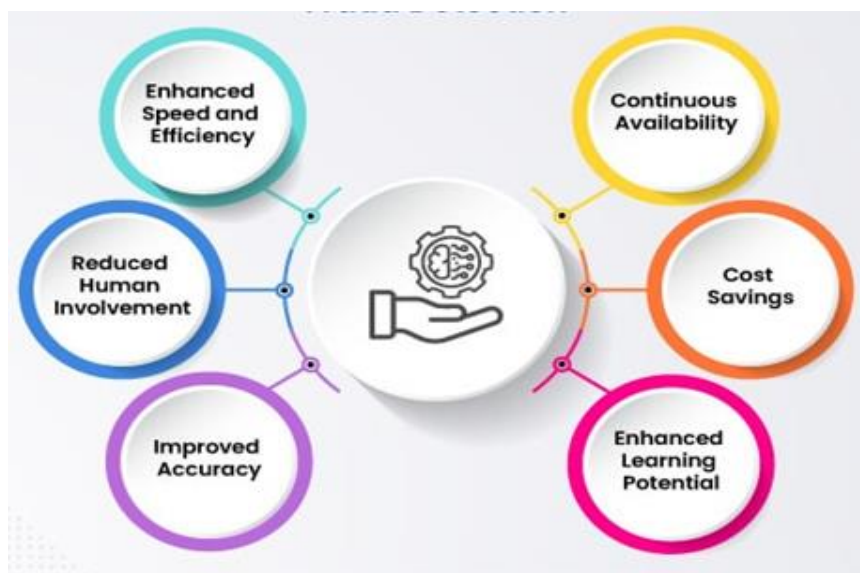 Enhanced
Speed and
Efficiency
Reduced
Human
Involvement
Improved
Accuracy
Continuous
Availability
Cost
Savings
Enhanced
Learning
Potential